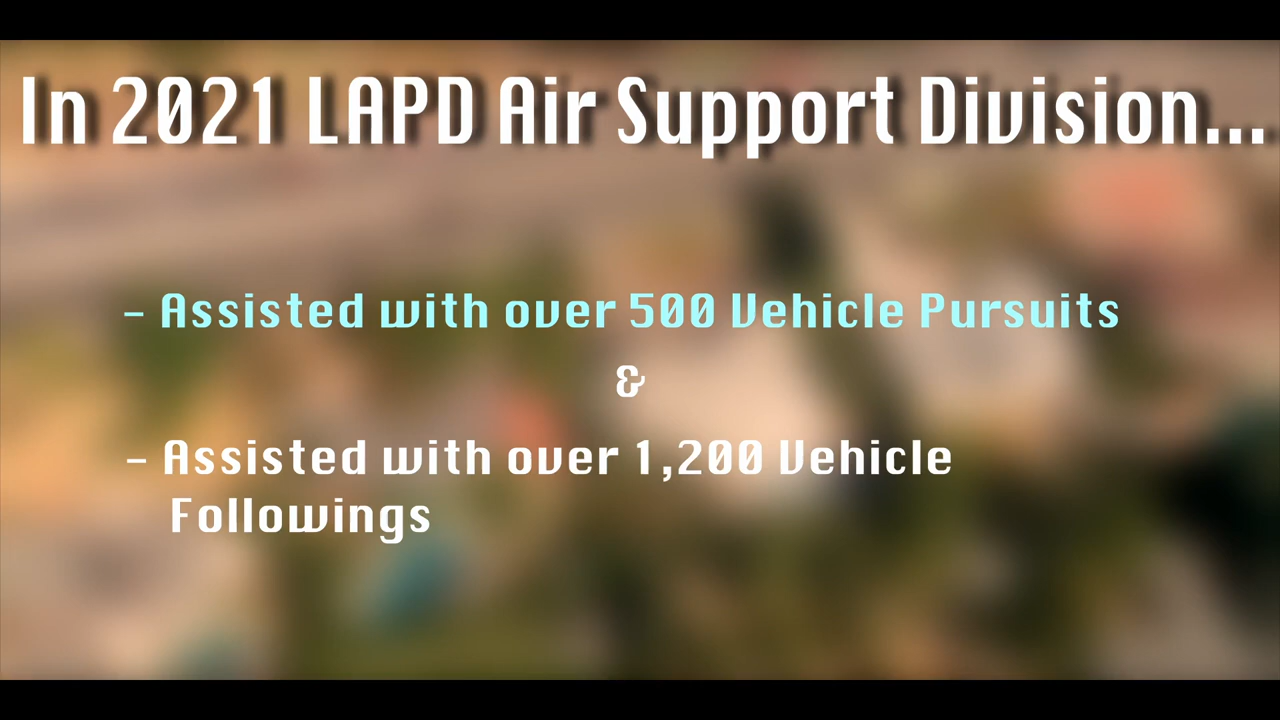 In 2021 LAPD Air Support Division...
- Assisted with over 500 Vehicle Pursuits
&
- Assisted with over 1,200 Vehicle
Followings